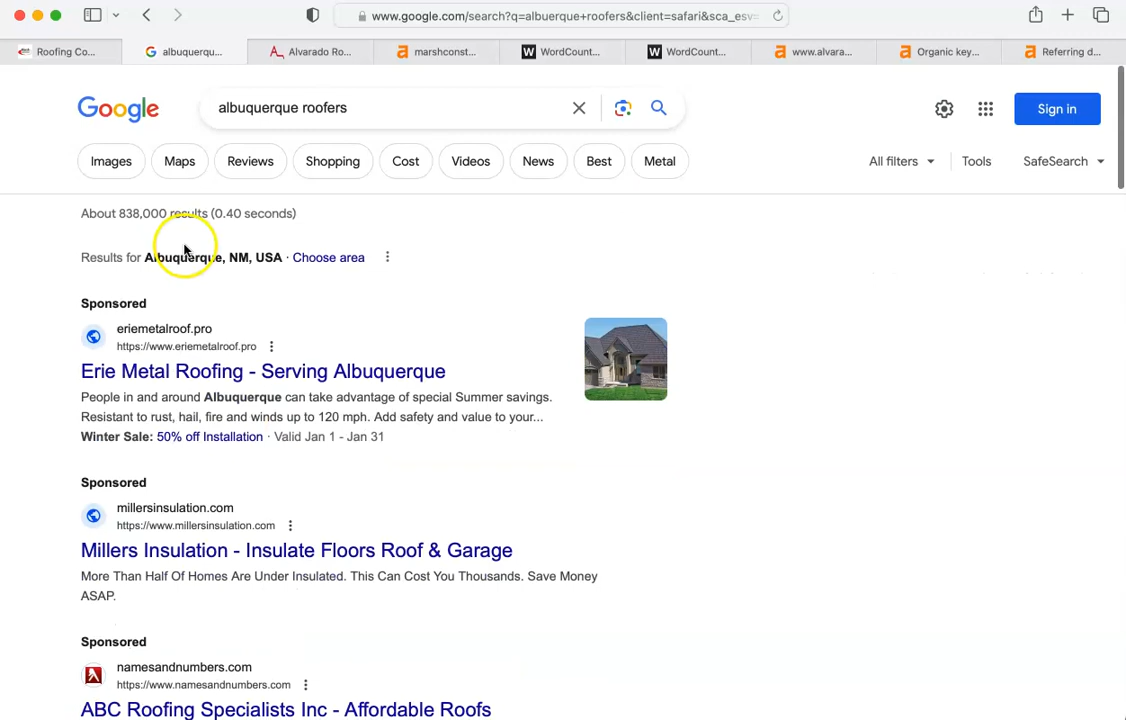 www.google.com/search?q=albuerque+roofers&client=safari&sca_esv=
Roofing Co...
albuquerqu...
Alvarado Ro...
marshconst...
WordCount...
WordCount...
www.alvara...
Organic key...
Referring d...
Google
albuquerque roofers
Sign in
Images
Maps
Reviews
Shopping
Cost
Videos
News
Best
Metal
All filters
Tools
SafeSearch
About 838,000 results (0.40 seconds)
Results for Albuquerque, NM, USA · Choose area
Sponsored
eriemetalroof.pro
https://www.eriemetalroof.pro
Erie Metal Roofing - Serving Albuquerque
People in and around Albuquerque can take advantage of special Summer savings.
Resistant to rust, hail, fire and winds up to 120 mph. Add safety and value to your...
Winter Sale: 50% off Installation · Valid Jan 1 - Jan 31
Sponsored
millersinsulation.com
https://www.millersinsulation.com
Millers Insulation - Insulate Floors Roof & Garage
More Than Half Of Homes Are Under Insulated. This Can Cost You Thousands. Save Money
ASAP.
Sponsored
namesandnumbers.com
https://www.namesandnumbers.com
ABC Roofing Specialists Inc - Affordable Roofs